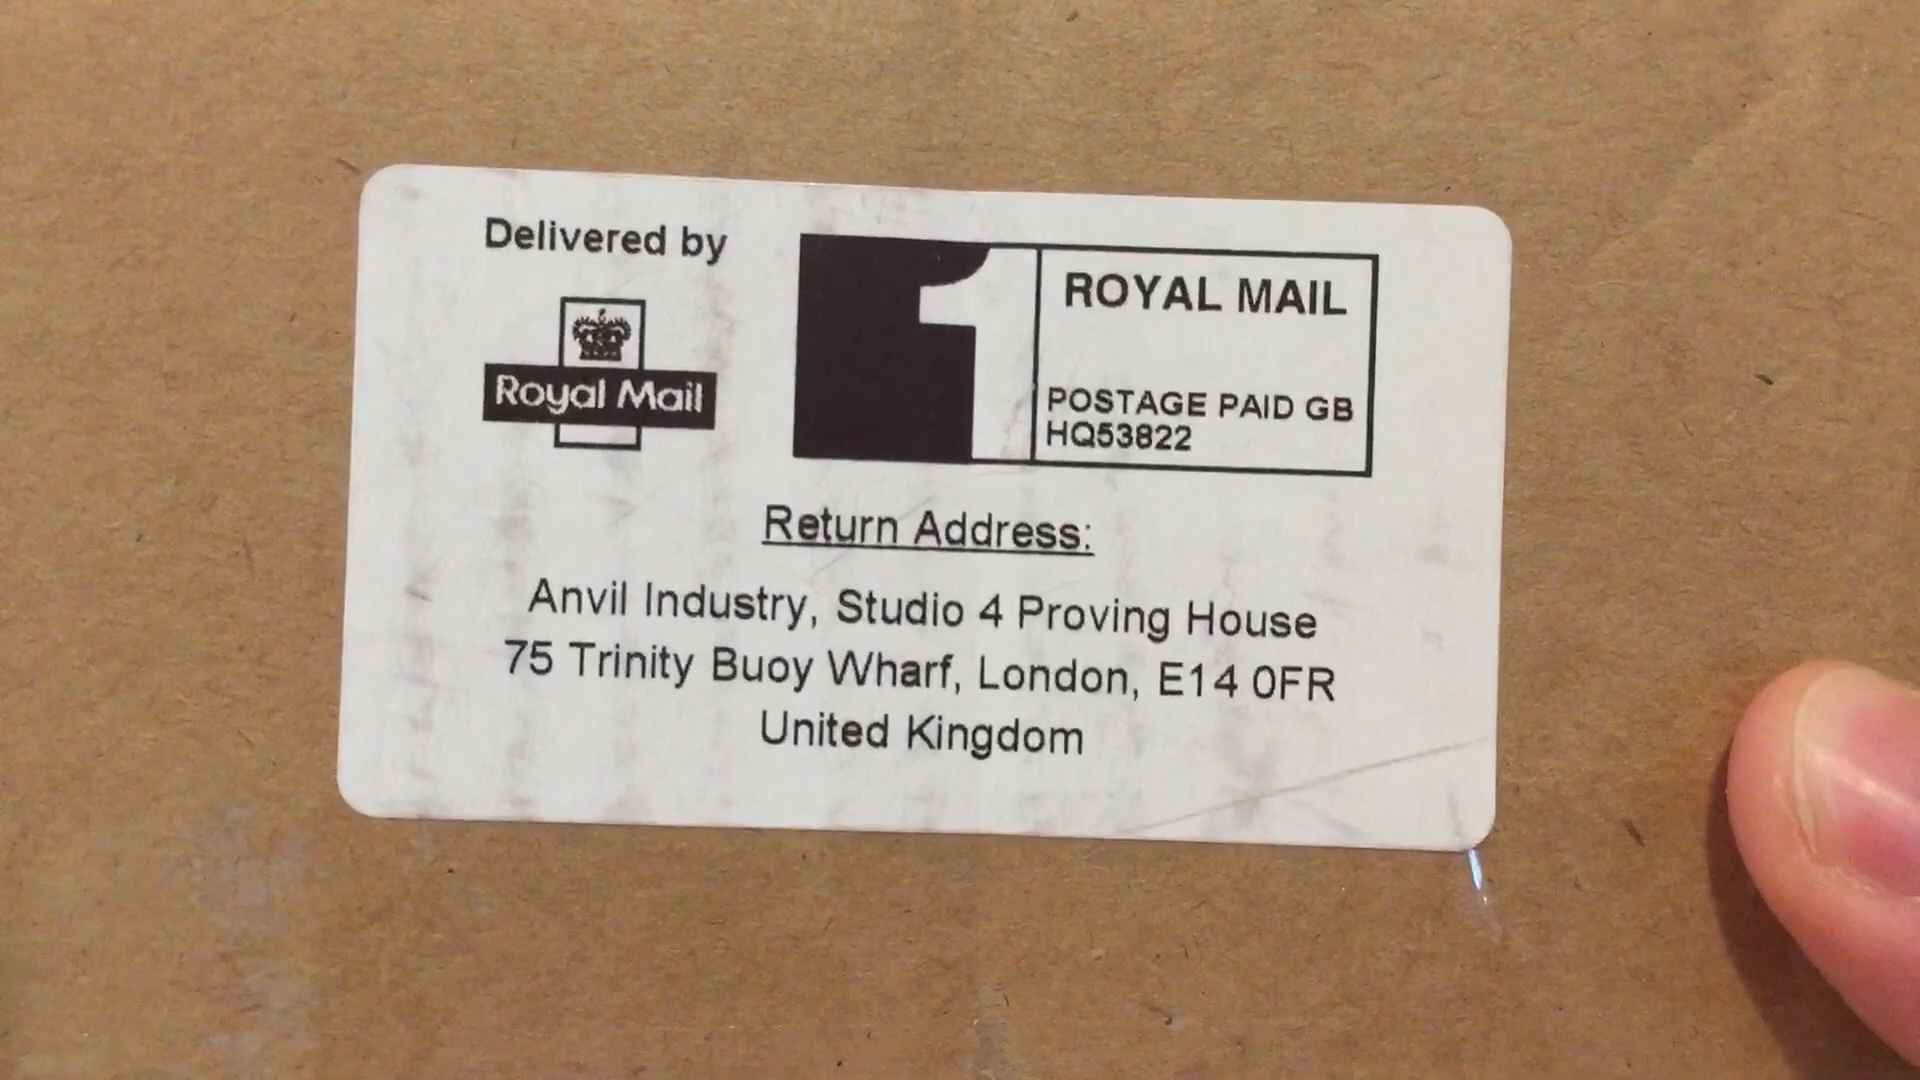 Delivered by
Royal Mail
1
ROYAL MAIL
POSTAGE PAID GB
HQ53822
Return Address:
Anvil Industry, Studio 4 Proving House
75 Trinity Buoy Wharf, London, E14 0FR
United Kingdom